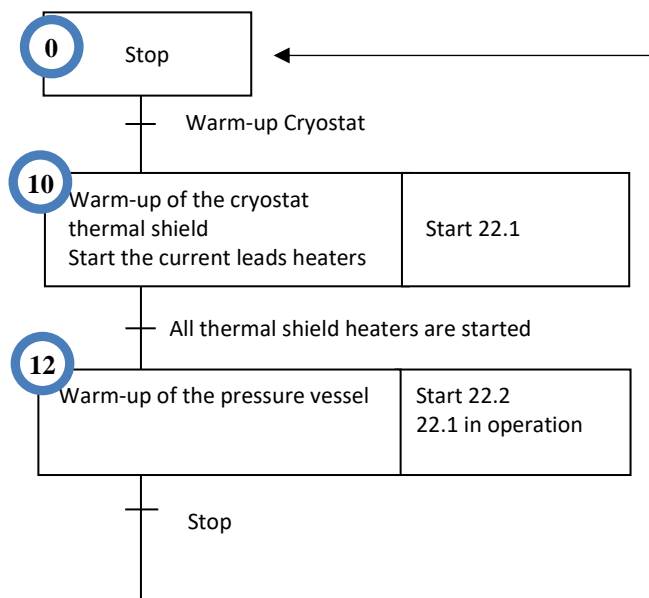 0
Stop
Warm-up Cryostat
10
Warm-up of the cryostat
thermal shield
Start the current leads heaters
Start 22.1
All thermal shield heaters are started
12
Warm-up of the pressure vessel
Start 22.2
22.1 in operation
Stop